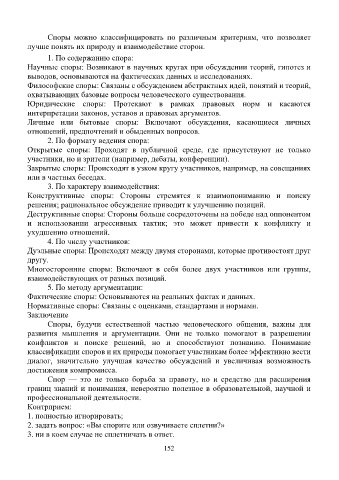 Споры можно классифицировать по различным критериям, что позволяет
лучше понять их природу и взаимодействие сторон.
1. По содержанию спора:
Научные споры: Возникают в научных кругах при обсуждении теорий, гипотез и
выводов, основываются на фактических данных и исследованиях.
Философские споры: Связаны с обсуждением абстрактных идей, понятий и теорий,
охватывающих базовые вопросы человеческого существования.
Юридические споры: Протекают в рамках правовых норм и касаются
интерпретации законов, уставов и правовых аргументов.
Личные или бытовые споры: Включают обсуждения, касающиеся личных
отношений, предпочтений и обыденных вопросов.
2. По формату ведения спора:
Открытые споры: Проходят в публичной среде, где присутствуют не только
участники, но и зрители (например, дебаты, конференции).
Закрытые споры: Происходят в узком кругу участников, например, на совещаниях
или в частных беседах.
3. По характеру взаимодействия:
Конструктивные споры: Стороны стремятся к взаимопониманию и поиску
решения; рациональное обсуждение приводит к улучшению позиций.
Деструктивные споры: Стороны больше сосредоточены на победе над оппонентом
и использовании агрессивных тактик; это может привести к конфликту и
ухудшению отношений.
4. По числу участников:
Дуэльные споры: Происходят между двумя сторонами, которые противостоят друг
другу.
Многосторонние споры: Включают в себя более двух участников или группы,
взаимодействующих от разных позиций.
5. По методу аргументации:
Фактические споры: Основываются на реальных фактах и данных.
Нормативные споры: Связаны с оценками, стандартами и нормами.
Заключение
Споры, будучи естественной частью человеческого общения, важны для
развития мышления и аргументации. Они не только помогают в разрешении
конфликтов и поиске решений, но и способствуют познанию. Понимание
классификации споров и их природы помогает участникам более эффективно вести
диалог, значительно улучшая качество обсуждений и увеличивая возможность
достижения компромисса.
Спор — это не только борьба за правоту, но и средство для расширения
границ знаний и понимания, невероятно полезное в образовательной, научной и
профессиональной деятельности.
Контрприем:
1. полностью игнорировать;
2. задать вопрос: «Вы спорите или озвучиваете сплетни?»
3. ни в коем случае не сплетничать в ответ.
152